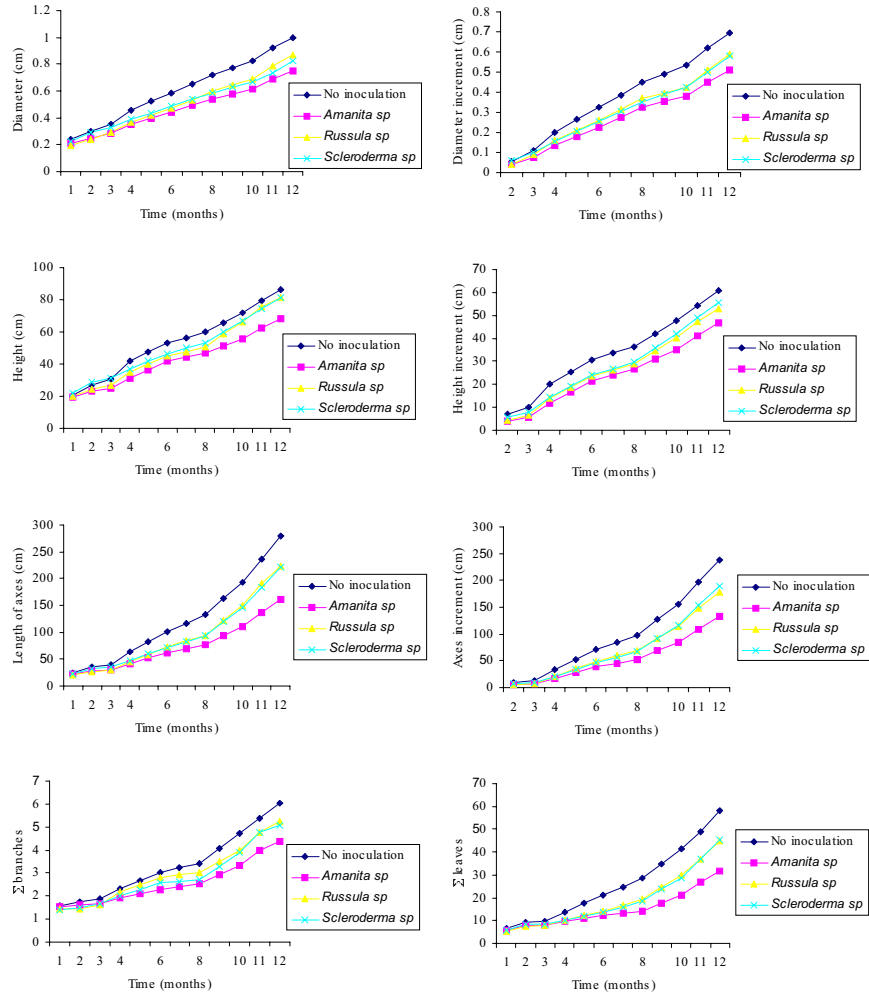 Diameter (cm)
1.2
1
0.8
0.6
0.4
0.2
0
1 2 3 4 6 7 8 10 11 12
Time (months)
No inoculation
Amanita sp
Russula sp
Scleroderma sp
Diameter increment (cm)
0.8
0.7
0.6
0.5
0.4
0.3
0.2
0.1
0
2 3 4 6 7 8 10 11 12
Time (months)
No inoculation
Amanita sp
Russula sp
Scleroderma sp
Height (cm)
100
80
60
40
20
0
1 2 3 4 6 7 8 10 11 12
Time (months)
No inoculation
Amanita sp
Russula sp
Scleroderma sp
Height increment (cm)
70
60
50
40
30
20
10
0
2 3 4 6 7 8 10 11 12
Time (months)
No inoculation
Amanita sp
Russula sp
Scleroderma sp
Length of axes (cm)
300
250
200
150
100
50
0
1 2 3 4 6 7 8 10 11 12
Time (months)
No inoculation
Amanita sp
Russula sp
Scleroderma sp
Axes increment (cm)
300
250
200
150
100
50
0
2 3 4 6 7 8 10 11 12
Time (months)
No inoculation
Amanita sp
Russula sp
Scleroderma sp
Σ branches
7
6
5
4
3
2
1
0
1 2 3 4 6 7 8 10 11 12
Time (months)
No inoculation
Amanita sp
Russula sp
Scleroderma sp
Σ leaves
70
60
50
40
30
20
10
0
1 2 3 4 6 7 8 10 11 12
Time (months)
No inoculation
Amanita sp
Russula sp
Scleroderma sp